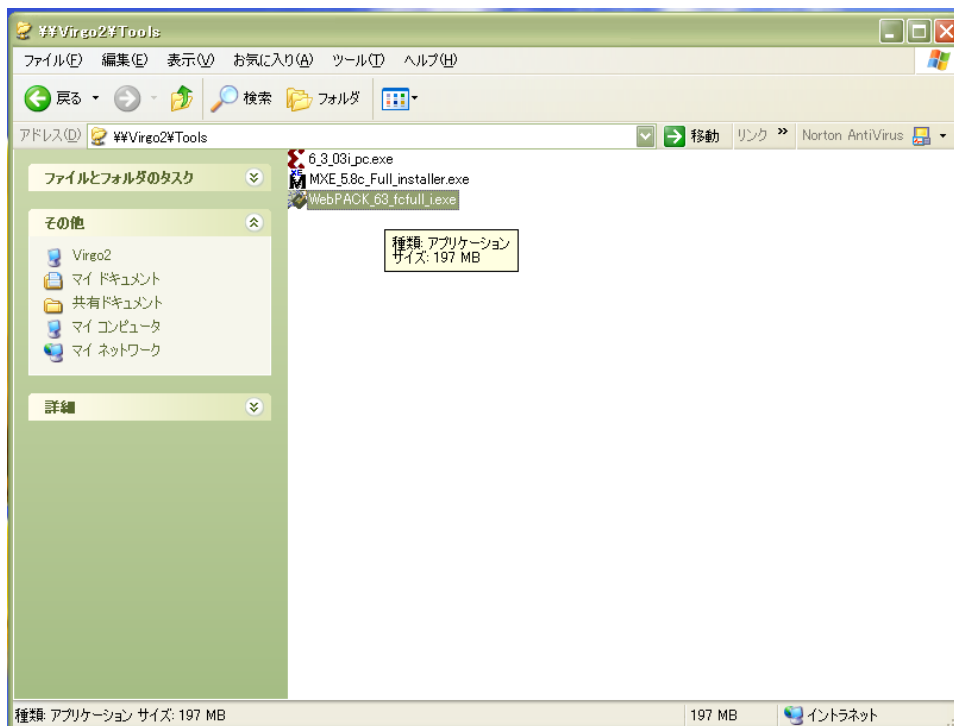 ¥¥Virgo2¥Tools
ファイル(F) 編集(E) 表示(V) お気に入り(A) ツール(T) ヘルプ(H)
戻る 検索 フォルダ
アドレス(D) ¥¥Virgo2¥Tools 移動 リンク » Norton AntiVirus
ファイルとフォルダのタスク
その他
Virgo2
マイ ドキュメント
共有ドキュメント
マイ コンピュータ
マイ ネットワーク
詳細
6_3_03i_pc.exe
MXE_5.8c_Full_installer.exe
WebPACK_63_fcfull_i.exe
種類: アプリケーション
サイズ: 197 MB
種類: アプリケーション サイズ: 197 MB 197 MB イントラネット